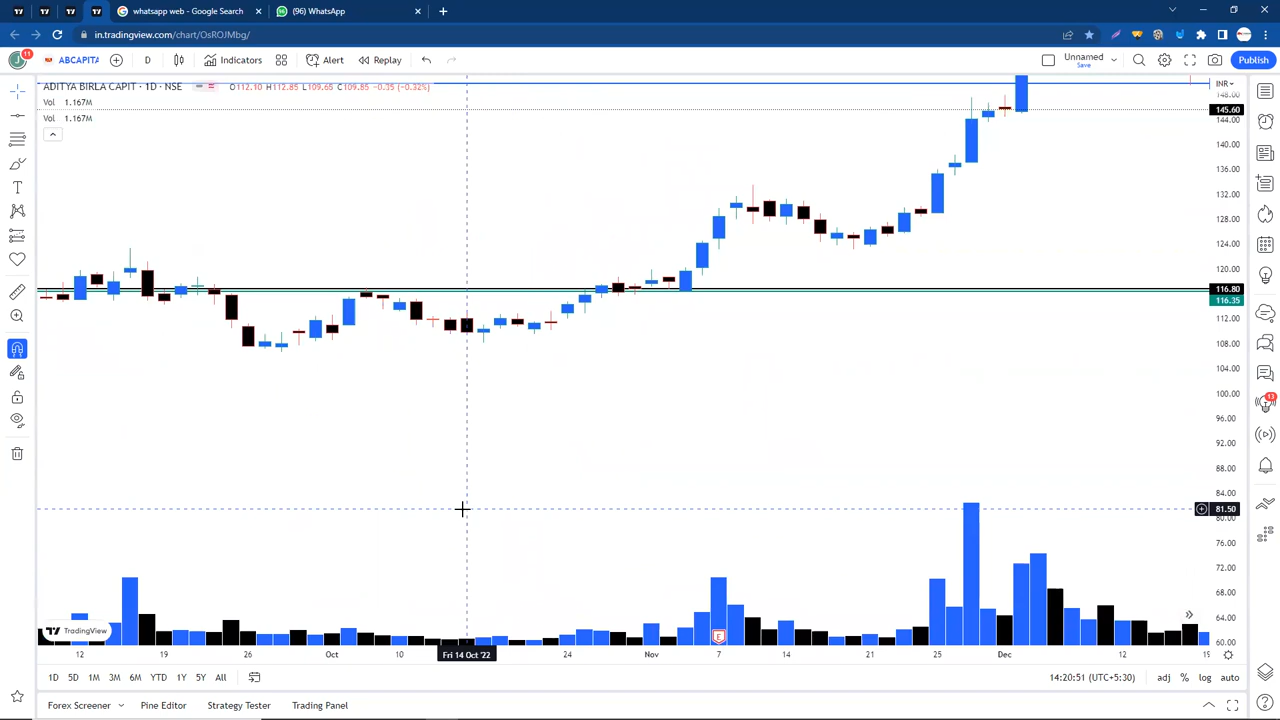 whatsapp web - Google Search
(96) WhatsApp
in.tradingview.com/chart/OsROJMbg/
J
11
ABCAPITA
D
Indicators
Alert
Replay
Unnamed
Save
Publish
ADITYA BIRLA CAPIT · 1D · NSE
O112.10 H112.85 L109.65 C109.85 -0.35 (-0.32%)
Vol 1.167M
Vol 1.167M
INR
148.00
145.60
144.00
140.00
136.00
132.00
128.00
124.00
120.00
116.80
116.35
112.00
108.00
104.00
100.00
96.00
92.00
88.00
84.00
81.50
80.00
76.00
72.00
68.00
64.00
60.00
13
E
TradingView
12
19
26
Oct
10
Fri 14 Oct '22
24
Nov
7
14
21
25
Dec
12
19
1D 5D 1M 3M 6M YTD 1Y 5Y All
14:20:51 (UTC+5:30)
adj % log auto
Forex Screener
Pine Editor
Strategy Tester
Trading Panel